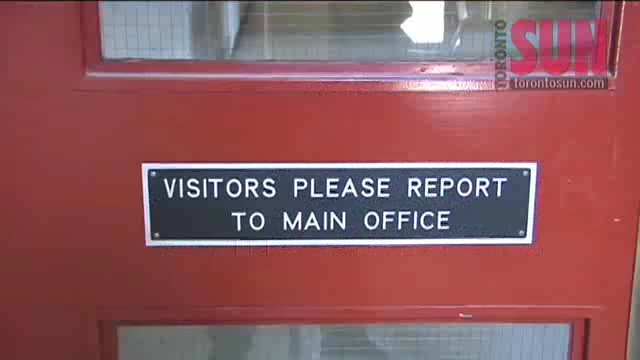 TORONTO
SUN
torontosun.com
VISITORS PLEASE REPORT
TO MAIN OFFICE